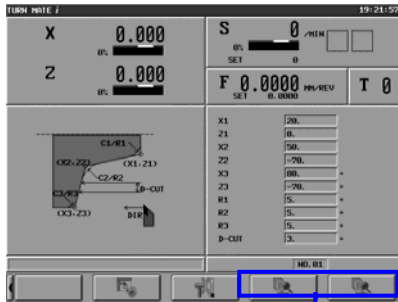 TURN MATE i 19:21:57
X 0.000
0%
Z 0.000
0%
S 0 /MIN
0%
SET 0
F 0.0000 MM/REV
SET 0.0000
T 0
C1/R1
(X2,Z2) (X1,Z1)
C2/R2
C3/R3 D-CUT
(X3,Z3) DIR
X1 20.
Z1 0.
X2 50.
Z2 -70.
X3 80. *
Z3 -70. *
R1 5. *
R2 5. *
R3 5. *
D-CUT 3. *
NO. 01